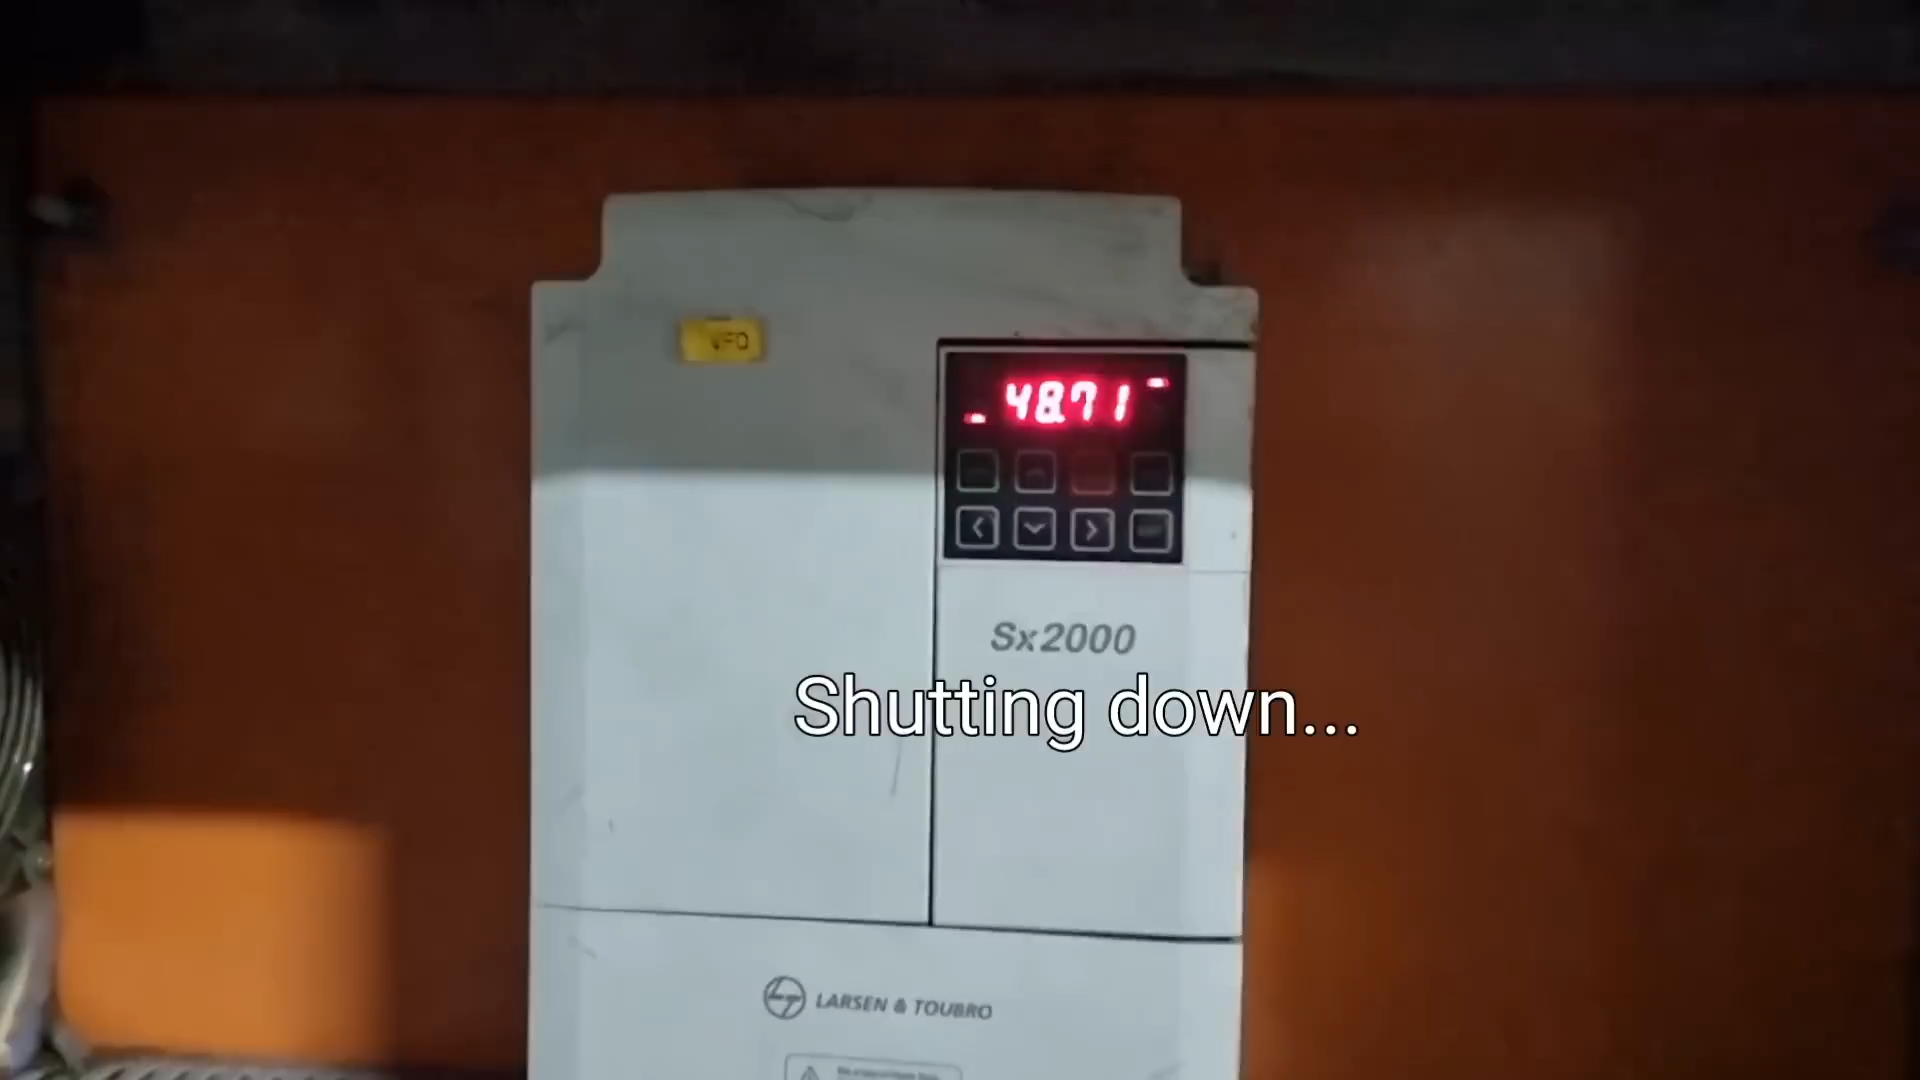 VFD
48.71
Sx2000
Shutting down...
LARSEN & TOUBRO